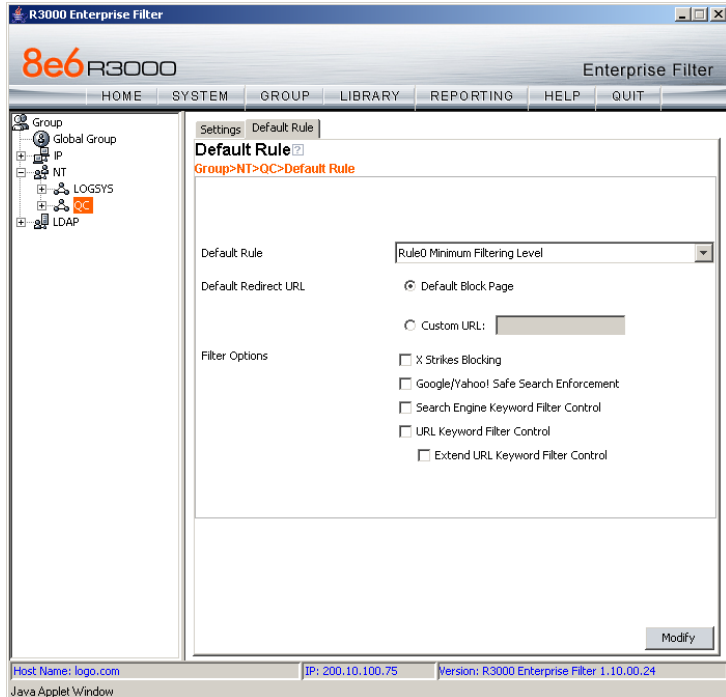 R3000 Enterprise Filter
8e6 R3000
Enterprise Filter
HOME SYSTEM GROUP LIBRARY REPORTING HELP QUIT
Group
Global Group
IP
NT
LOGSYS
QC
LDAP
Settings Default Rule
Default Rule ?
Group>NT>QC>Default Rule
Default Rule Rule0 Minimum Filtering Level
Default Redirect URL Default Block Page
Custom URL:
Filter Options X Strikes Blocking
Google/Yahoo! Safe Search Enforcement
Search Engine Keyword Filter Control
URL Keyword Filter Control
Extend URL Keyword Filter Control
Modify
Host Name: logo.com IP: 200.10.100.75 Version: R3000 Enterprise Filter 1.10.00.24
Java Applet Window